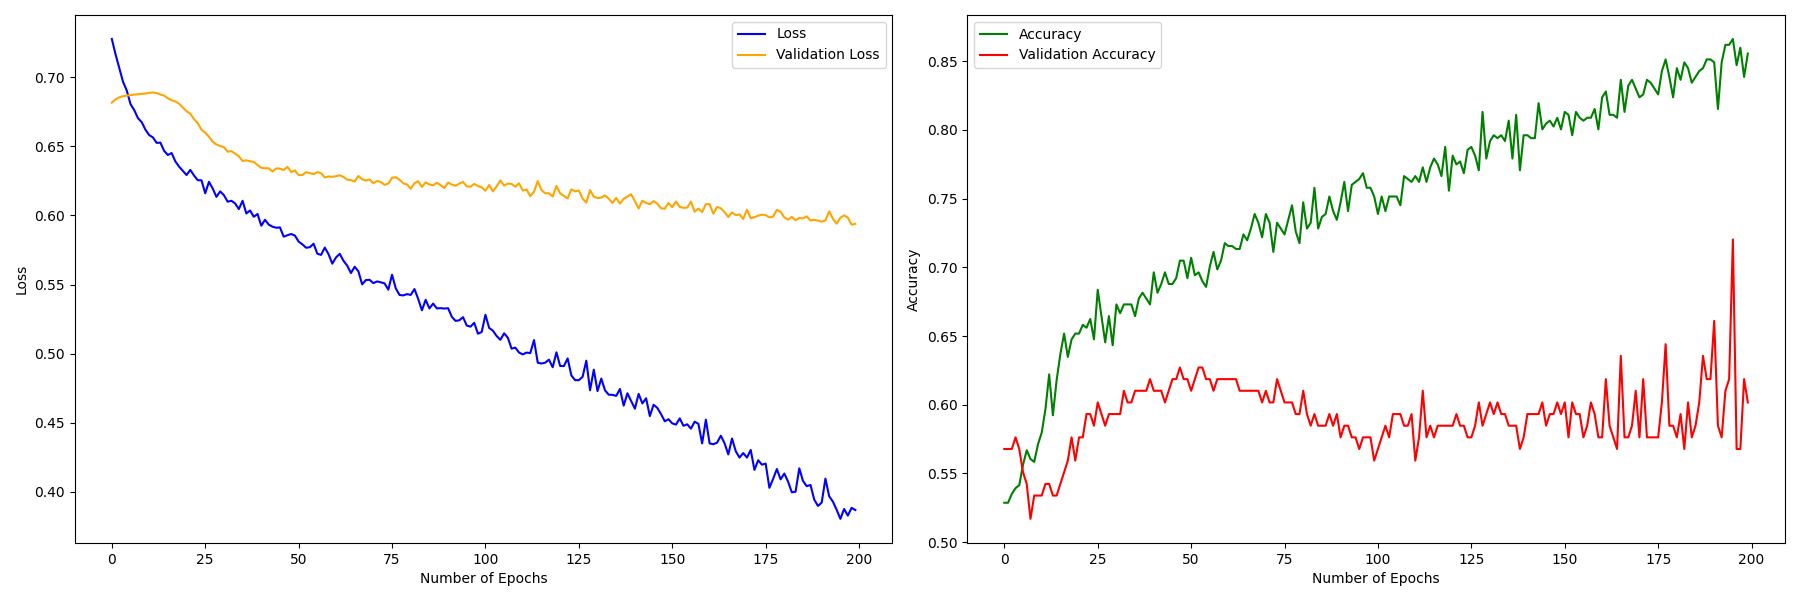 Loss
Validation Loss
0.70
0.65
0.60
0.55
0.50
0.45
0.40
Loss
0 25 50 75 100 125 150 175 200
Number of Epochs
Accuracy
Validation Accuracy
0.85
0.80
0.75
0.70
0.65
0.60
0.55
0.50
Accuracy
0 25 50 75 100 125 150 175 200
Number of Epochs